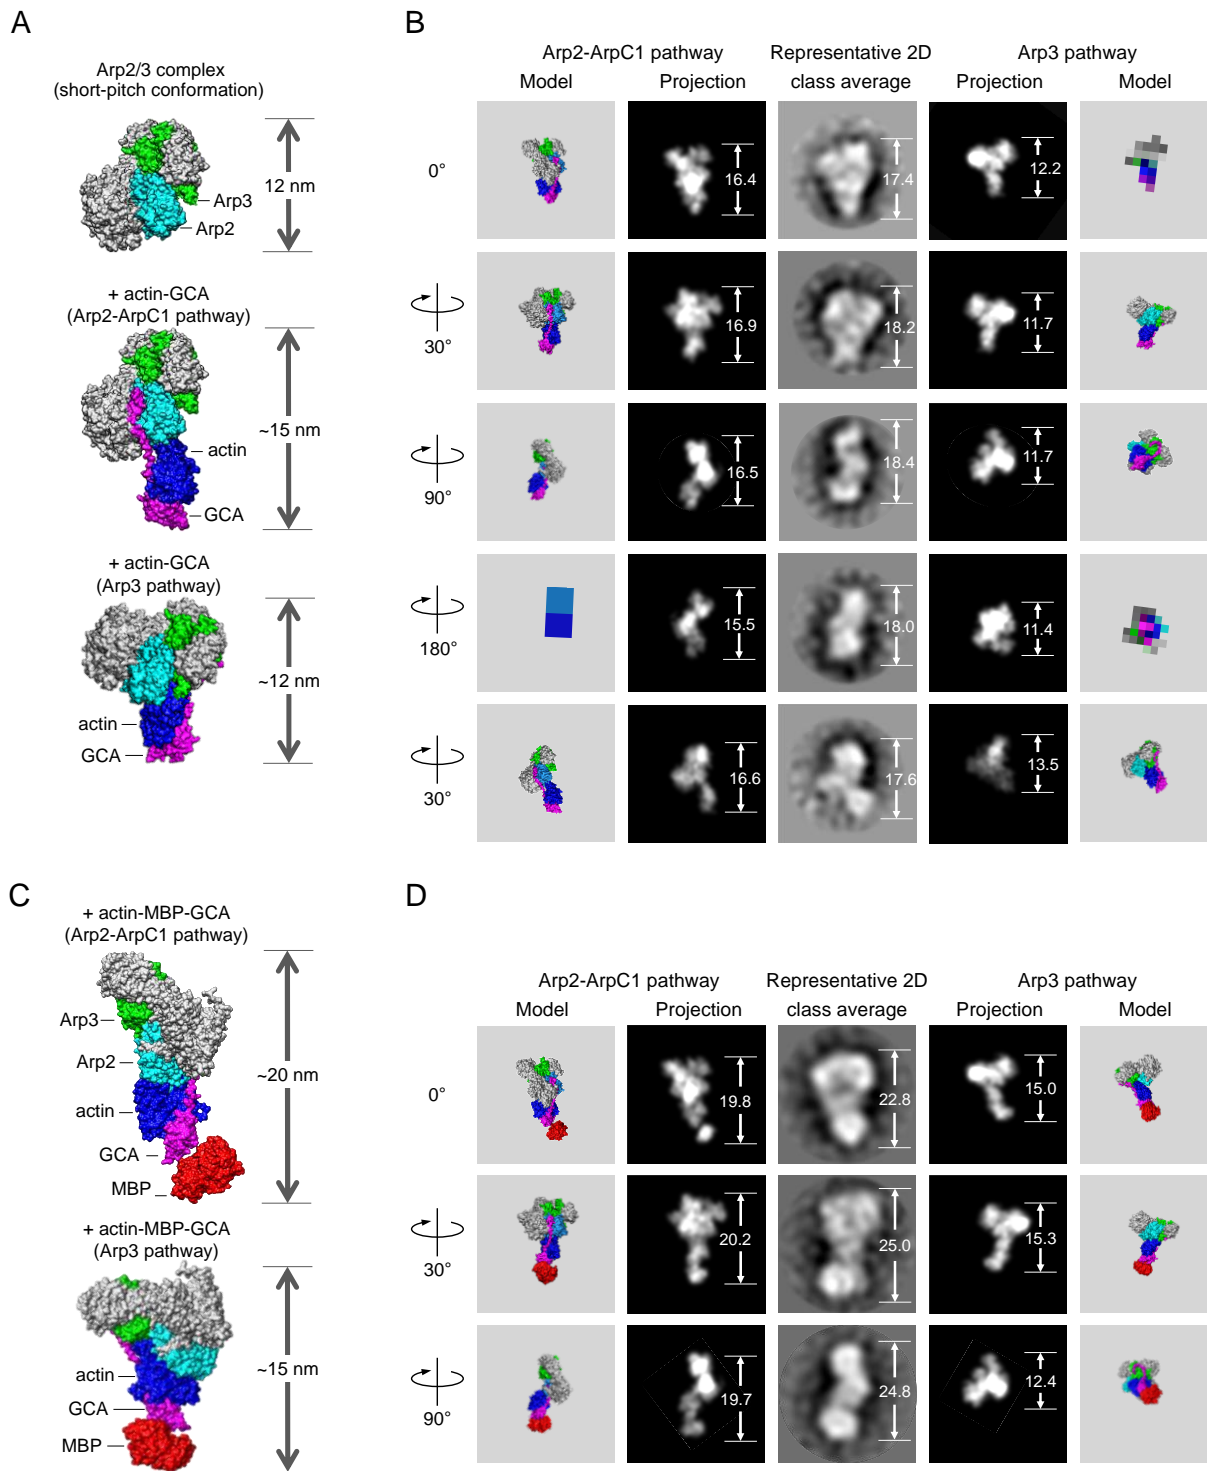 A
Arp2/3 complex
(short-pitch conformation)
12 nm
Arp3
Arp2
+ actin-GCA
(Arp2-ArpC1 pathway)
~15 nm
actin
GCA
+ actin-GCA
(Arp3 pathway)
~12 nm
actin
GCA
B
Arp2-ArpC1 pathway
Representative 2D
class average
Arp3 pathway
Model
Projection
Projection
Model
0°
16.4
17.4
12.2
30°
16.9
18.2
11.7
90°
16.5
18.4
11.7
180°
15.5
18.0
11.4
30°
16.6
17.6
13.5
C
+ actin-MBP-GCA
(Arp2-ArpC1 pathway)
Arp3
Arp2
~20 nm
actin
GCA
MBP
+ actin-MBP-GCA
(Arp3 pathway)
~15 nm
actin
GCA
MBP
D
Arp2-ArpC1 pathway
Representative 2D
class average
Arp3 pathway
Model
Projection
Projection
Model
0°
19.8
22.8
15.0
30°
20.2
25.0
15.3
90°
19.7
24.8
12.4